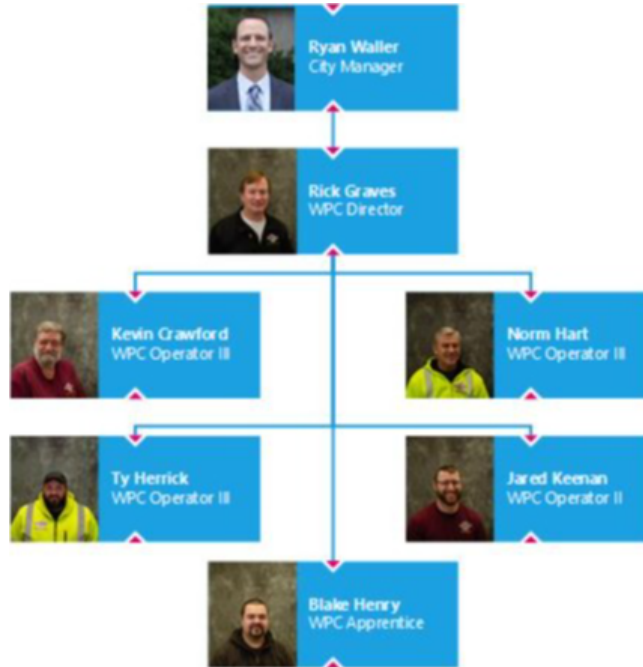 Ryan Waller
City Manager
Rick Graves
WPC Director
Kevin Crawford
WPC Operator III
Norm Hart
WPC Operator III
Ty Herrick
WPC Operator III
Jared Keenan
WPC Operator II
Blake Henry
WPC Apprentice